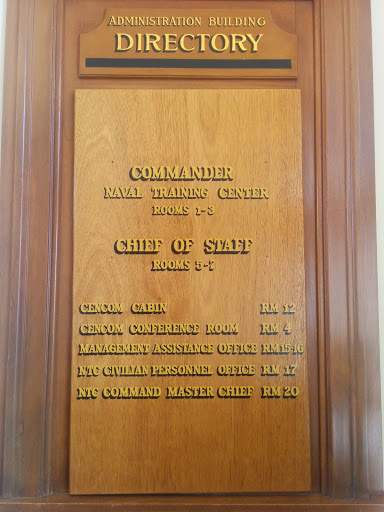 ADMINISTRATION BUILDING
DIRECTORY
COMMANDER
NAVAL TRAINING CENTER
ROOMS 1-3
CHIEF OF STAFF
ROOMS 5-7
CENCOM CABIN RM 12
CENCOM CONFERENCE ROOM RM 4
MANAGEMENT ASSISTANCE OFFICE RM15-16
NTC CIVILIAN PERSONNEL OFFICE RM 17
NTC COMMAND MASTER CHIEF RM 20